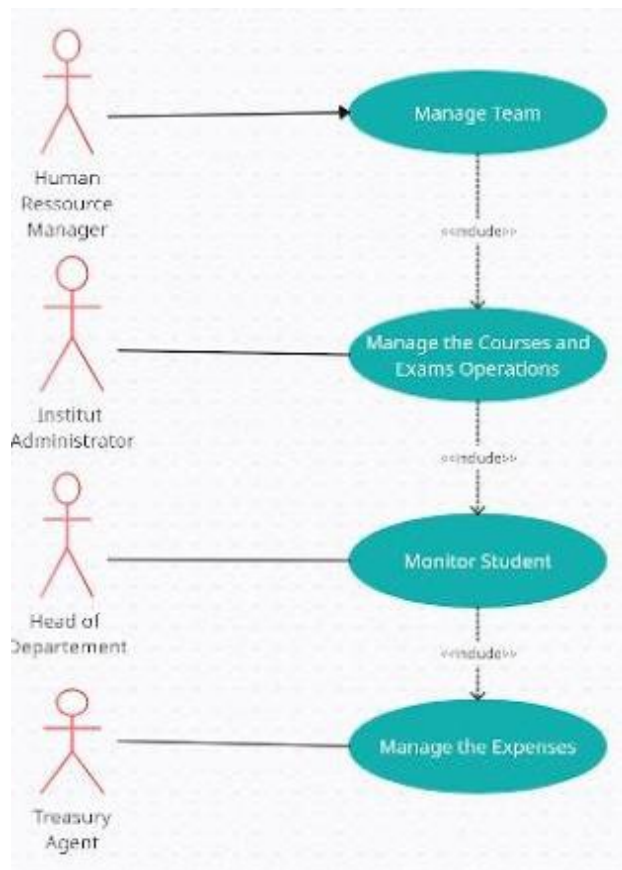 Manage Team
Human
Ressource
Manager
<<include>>
Manage the Courses and
Exams Operations
Institut
Administrator
<<include>>
Monitor Student
Head of
Departement
<<include>>
Manage the Expenses
Treasury
Agent